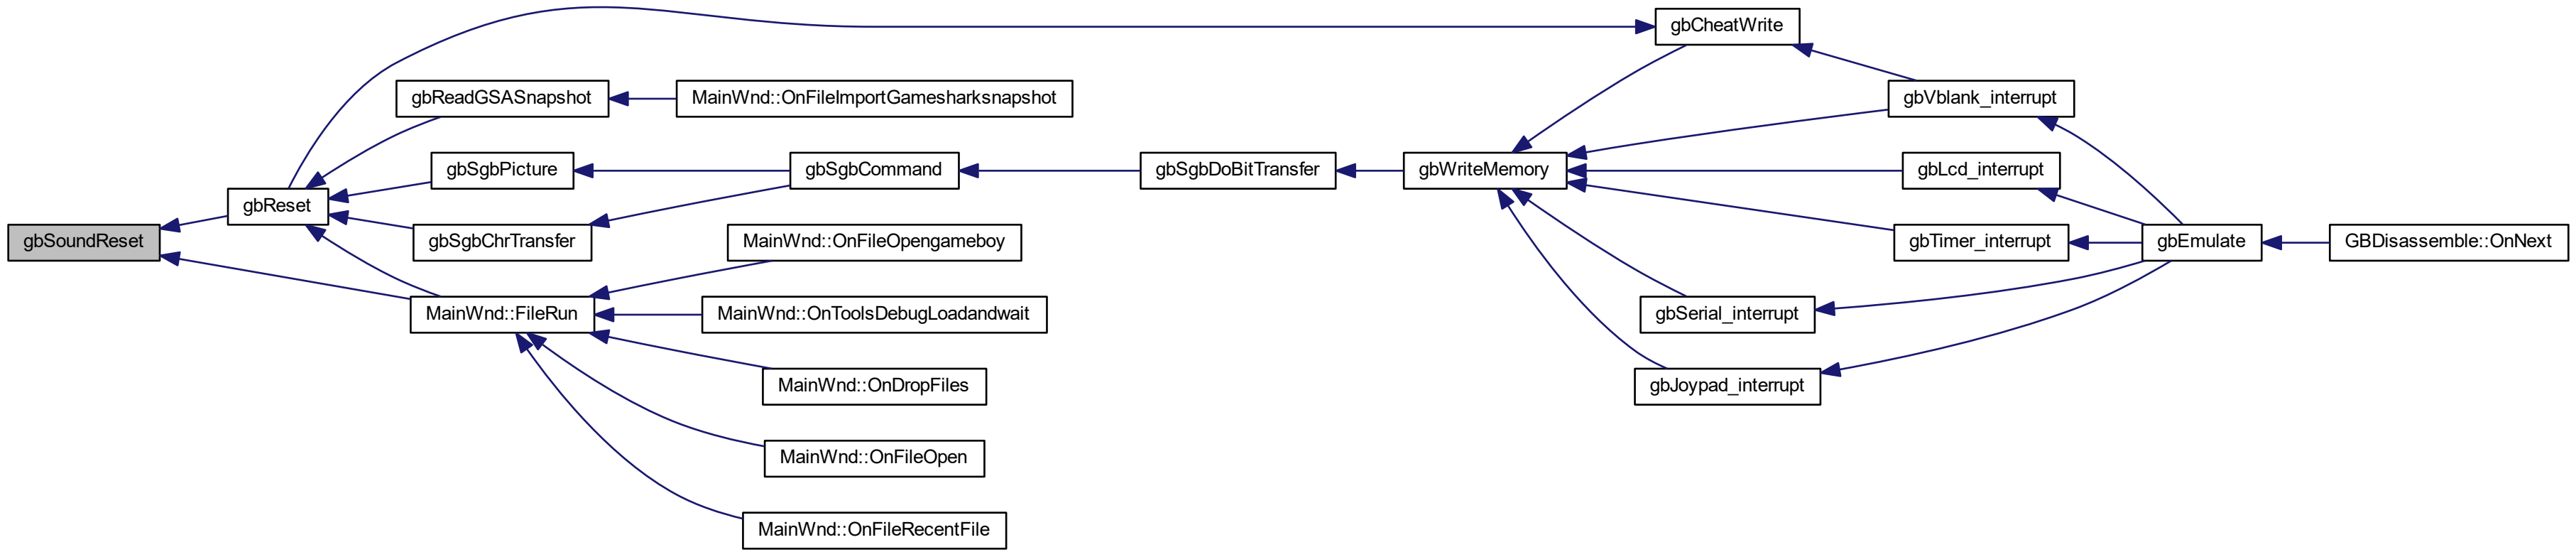 gbSoundReset
gbReset
gbReadGSASnapshot
MainWnd::OnFileImportGamesharksnapshot
gbSgbPicture
gbSgbChrTransfer
MainWnd::FileRun
gbSgbCommand
gbSgbDoBitTransfer
MainWnd::OnFileOpengameboy
MainWnd::OnToolsDebugLoadandwait
MainWnd::OnDropFiles
MainWnd::OnFileOpen
MainWnd::OnFileRecentFile
gbWriteMemory
gbCheatWrite
gbVblank_interrupt
gbLcd_interrupt
gbTimer_interrupt
gbSerial_interrupt
gbJoypad_interrupt
gbEmulate
GBDisassemble::OnNext